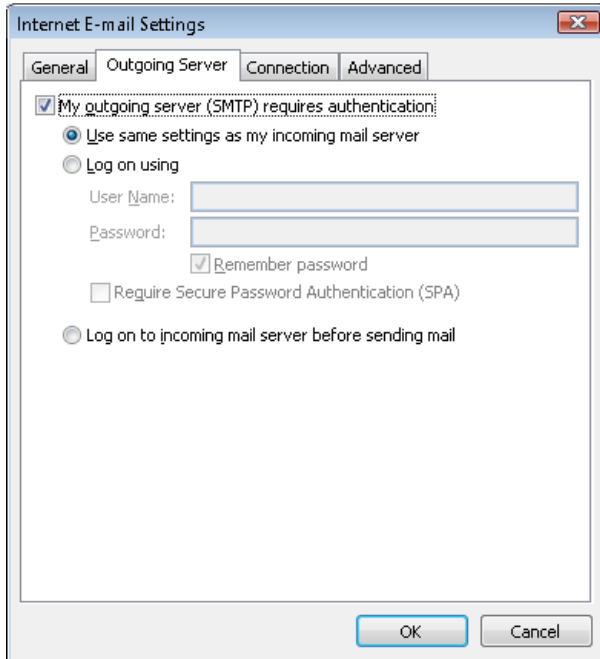 Internet E-mail Settings
General Outgoing Server Connection Advanced
My outgoing server (SMTP) requires authentication
Use same settings as my incoming mail server
Log on using
User Name:
Password:
Remember password
Require Secure Password Authentication (SPA)
Log on to incoming mail server before sending mail
OK Cancel